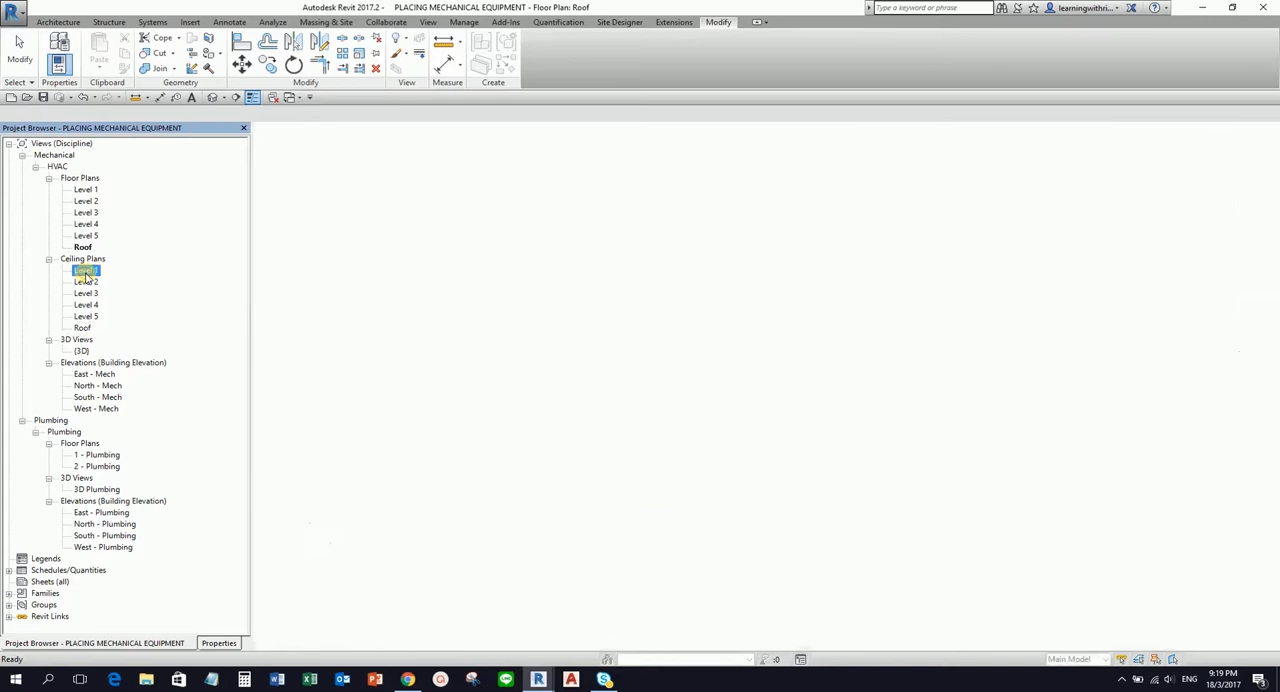 Autodesk Revit 2017.2 - PLACING MECHANICAL EQUIPMENT - Floor Plan: Roof
Type a keyword or phrase
learningwithri...
Architecture Structure Systems Insert Annotate Analyze Massing & Site Collaborate View Manage Add-Ins Quantification Site Designer Extensions Modify
Modify Paste Cope Cut Join
Select Properties Clipboard Geometry Modify View Measure Create
Project Browser - PLACING MECHANICAL EQUIPMENT
Views (Discipline)
Mechanical
HVAC
Floor Plans
Level 1
Level 2
Level 3
Level 4
Level 5
Roof
Ceiling Plans
Level 1
Level 2
Level 3
Level 4
Level 5
Roof
3D Views
{3D}
Elevations (Building Elevation)
East - Mech
North - Mech
South - Mech
West - Mech
Plumbing
Plumbing
Floor Plans
1 - Plumbing
2 - Plumbing
3D Views
3D Plumbing
Elevations (Building Elevation)
East - Plumbing
North - Plumbing
South - Plumbing
West - Plumbing
Legends
Schedules/Quantities
Sheets (all)
Families
Groups
Revit Links
Project Browser - PLACING MECHANICAL EQUIPMENT Properties
Ready
:0
Main Model
ENG
9:19 PM
18/3/2017